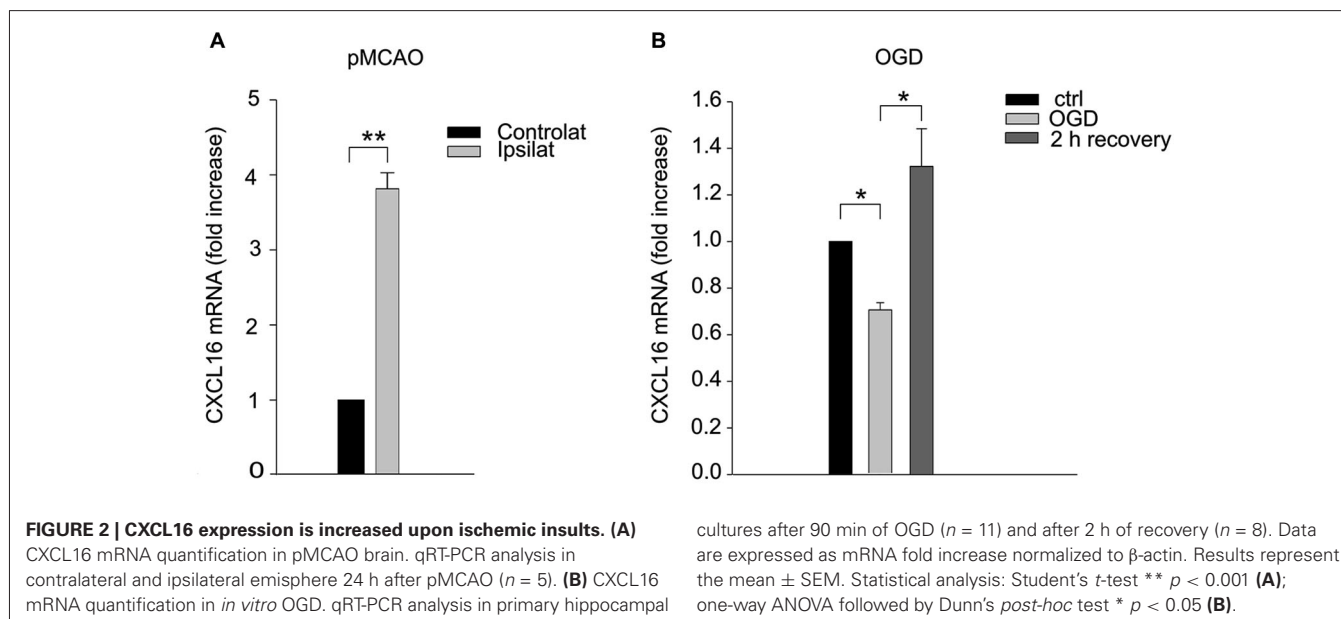 A
pMCAO
CXCL16 mRNA (fold increase)
5
4
3
2
1
0
**
Controlat
Ipsilat
B
OGD
CXCL16 mRNA (fold increase)
1.6
1.4
1.2
1.0
0.8
0.6
0.4
0.2
0.0
*
*
ctrl
OGD
2 h recovery
FIGURE 2 | CXCL16 expression is increased upon ischemic insults. (A)
CXCL16 mRNA quantification in pMCAO brain. qRT-PCR analysis in
contralateral and ipsilateral emisphere 24 h after pMCAO (n = 5). (B) CXCL16
mRNA quantification in in vitro OGD. qRT-PCR analysis in primary hippocampal
cultures after 90 min of OGD (n = 11) and after 2 h of recovery (n = 8). Data
are expressed as mRNA fold increase normalized to β-actin. Results represent
the mean ± SEM. Statistical analysis: Student's t-test ** p < 0.001 (A);
one-way ANOVA followed by Dunn's post-hoc test * p < 0.05 (B).